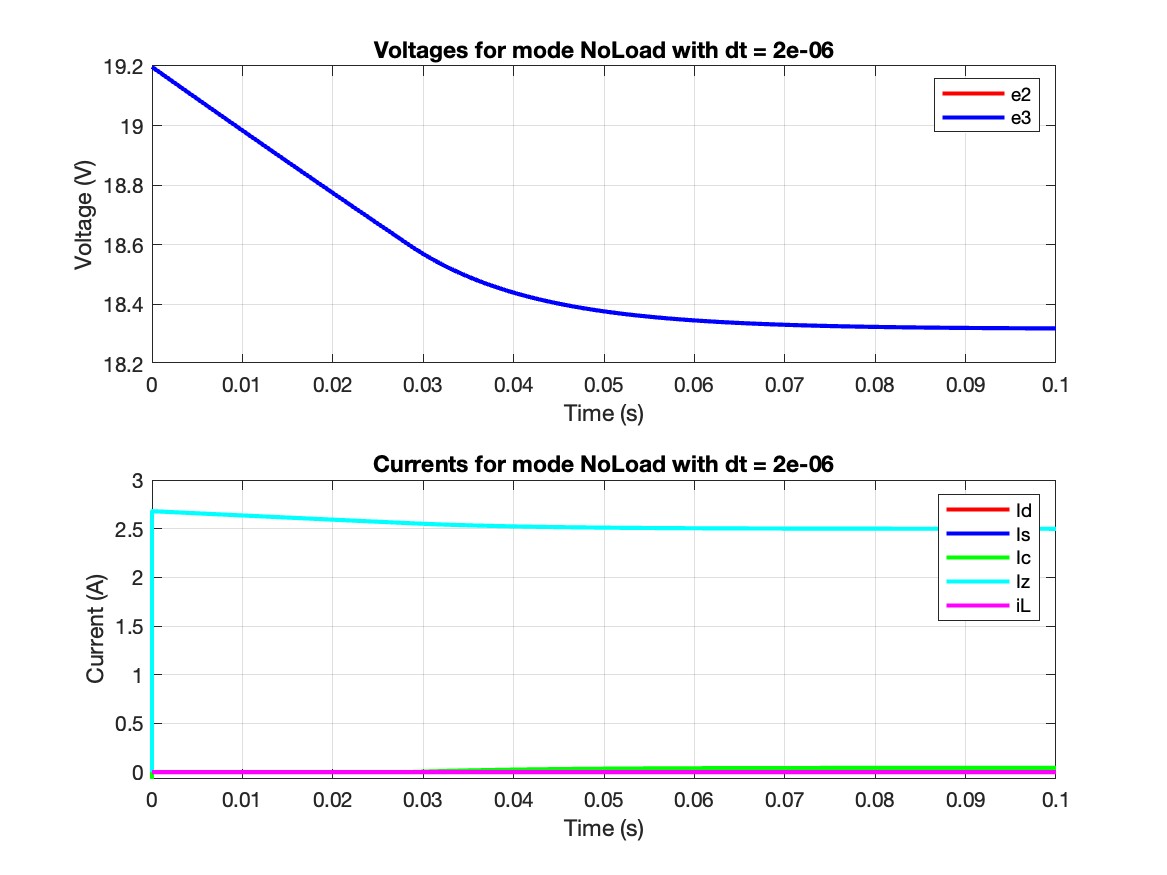 Voltages for mode NoLoad with dt = 2e-06
19.2
19
18.8
18.6
18.4
18.2
Voltage (V)
e2
e3
0 0.01 0.02 0.03 0.04 0.05 0.06 0.07 0.08 0.09 0.1
Time (s)
Currents for mode NoLoad with dt = 2e-06
3
2.5
2
1.5
1
0.5
0
Current (A)
Id
Is
Ic
Iz
iL
0 0.01 0.02 0.03 0.04 0.05 0.06 0.07 0.08 0.09 0.1
Time (s)